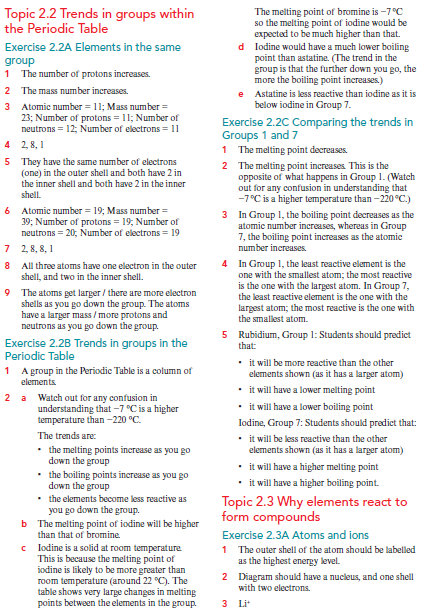 Topic 2.2 Trends in groups within
the Periodic Table
Exercise 2.2A Elements in the same
group
1 The number of protons increases.
2 The mass number increases.
3 Atomic number = 11; Mass number =
23; Number of protons = 11; Number of
neutrons = 12; Number of electrons = 11
4 2, 8, 1
5 They have the same number of electrons
(one) in the outer shell and both have 2 in
the inner shell and both have 2 in the inner
shell.
6 Atomic number = 19; Mass number =
39; Number of protons = 19; Number of
neutrons = 20; Number of electrons = 19
7 2, 8, 8, 1
8 All three atoms have one electron in the outer
shell, and two in the inner shell.
9 The atoms get larger / there are more electron
shells as you go down the group. The atoms
have a larger mass / more protons and
neutrons as you go down the group.
Exercise 2.2B Trends in groups in the
Periodic Table
1 A group in the Periodic Table is a column of
elements.
2 a Watch out for any confusion in
understanding that −7 °C is a higher
temperature than −220 °C.
The trends are:
• the melting points increase as you go
down the group
• the boiling points increase as you go
down the group
• the elements become less reactive as
you go down the group.
b The melting point of iodine will be higher
than that of bromine.
c Iodine is a solid at room temperature.
This is because the melting point of
iodine is likely to be more greater than
room temperature (around 22 °C). The
table shows very large changes in melting
points between the elements in the group.
The melting point of bromine is −7 °C
so the melting point of iodine would be
expected to be much higher than that.
d Iodine would have a much lower boiling
point than astatine. (The trend in the
group is that the further down you go, the
more the boiling point increases.)
e Astatine is less reactive than iodine as it is
below iodine in Group 7.
Exercise 2.2C Comparing the trends in
Groups 1 and 7
1 The melting point decreases.
2 The melting point increases. This is the
opposite of what happens in Group 1. (Watch
out for any confusion in understanding that
−7 °C is a higher temperature than −220 °C.)
3 In Group 1, the boiling point decreases as the
atomic number increases, whereas in Group
7, the boiling point increases as the atomic
number increases.
4 In Group 1, the least reactive element is the
one with the smallest atom; the most reactive
is the one with the largest atom. In Group 7,
the least reactive element is the one with the
largest atom; the most reactive is the one with
the smallest atom.
5 Rubidium, Group 1: Students should predict
that:
• it will be more reactive than the other
elements shown (as it has a larger atom)
• it will have a lower melting point
• it will have a lower boiling point
Iodine, Group 7: Students should predict that:
• it will be less reactive than the other
elements shown (as it has a larger atom)
• it will have a higher melting point
• it will have a higher boiling point.
Topic 2.3 Why elements react to
form compounds
Exercise 2.3A Atoms and ions
1 The outer shell of the atom should be labelled
as the highest energy level.
2 Diagram should have a nucleus, and one shell
with two electrons.
3 Li⁺